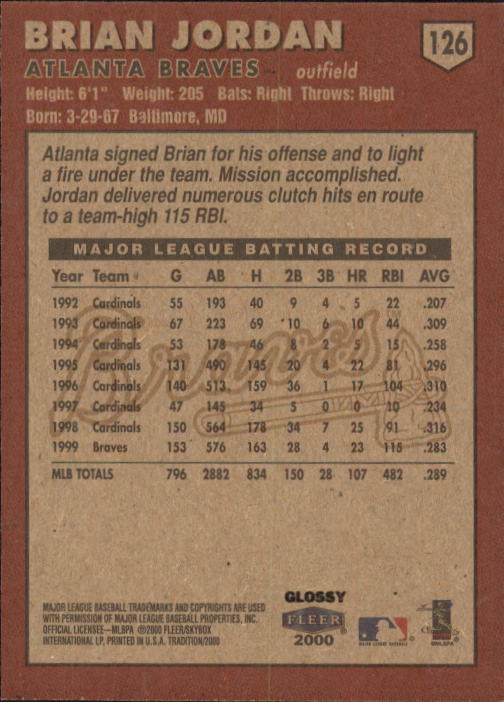 BRIAN JORDAN
126
ATLANTA BRAVES outfield
Height: 6'1" Weight: 205 Bats: Right Throws: Right
Born: 3-29-67 Baltimore, MD
Atlanta signed Brian for his offense and to light
a fire under the team. Mission accomplished.
Jordan delivered numerous clutch hits en route
to a team-high 115 RBI.
MAJOR LEAGUE BATTING RECORD
Year Team G AB H 2B 3B HR RBI AVG
1992 Cardinals 55 193 40 9 4 5 22 .207
1993 Cardinals 67 223 69 10 6 10 44 .309
1994 Cardinals 53 178 46 8 2 5 15 .258
1995 Cardinals 131 490 145 20 4 22 81 .296
1996 Cardinals 140 513 159 36 1 17 104 .310
1997 Cardinals 47 145 34 5 0 0 10 .234
1998 Cardinals 150 564 178 34 7 25 91 .316
1999 Braves 153 576 163 28 4 23 115 .283
MLB TOTALS 796 2882 834 150 28 107 482 .289
Braves
MAJOR LEAGUE BASEBALL TRADEMARKS AND COPYRIGHTS ARE USED
WITH PERMISSION OF MAJOR LEAGUE BASEBALL PROPERTIES, INC.
OFFICIAL LICENSEE—MLBPA ©2000 FLEER/SKYBOX
INTERNATIONAL LP, PRINTED IN U.S.A. TRADITION/2000
GLOSSY
FLEER
2000
MAJOR LEAGUE BASEBALL
©MLBPA